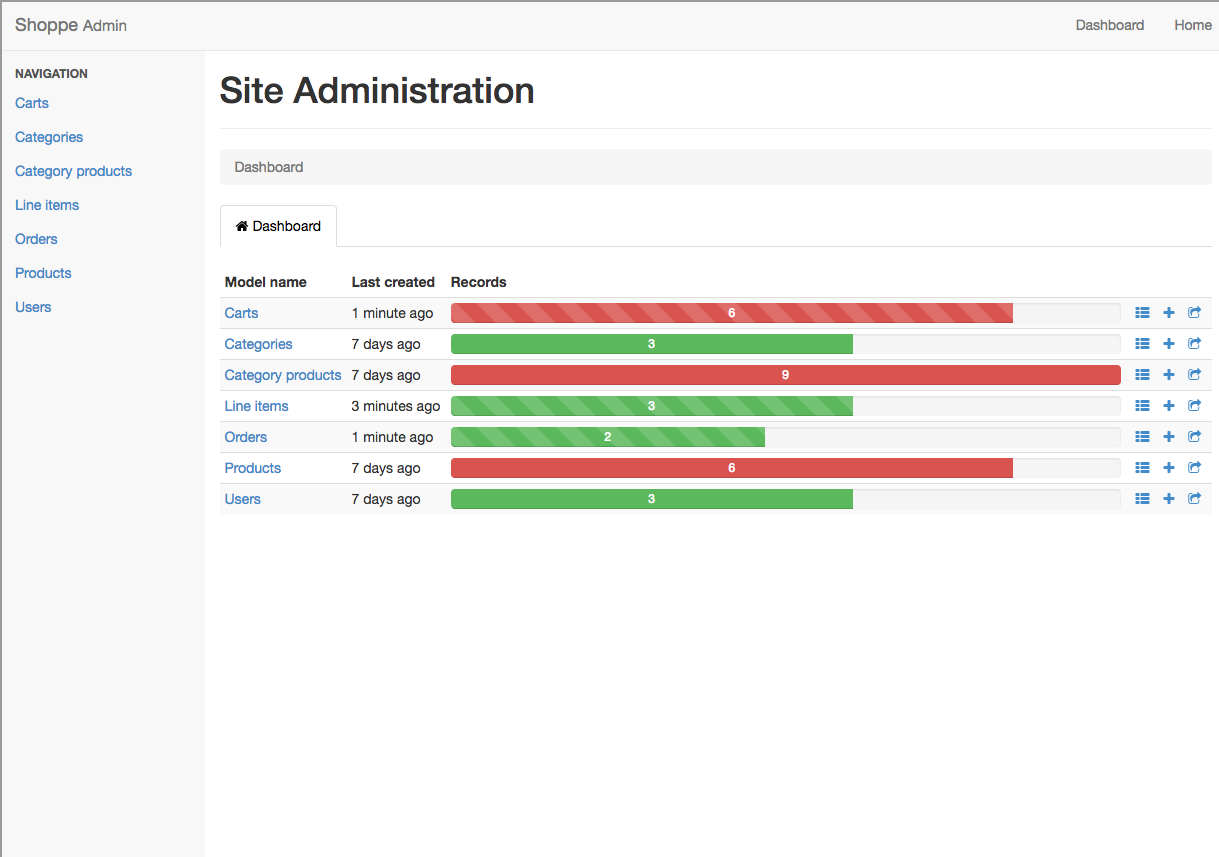 Shoppe Admin
Dashboard
Home
NAVIGATION
Carts
Categories
Category products
Line items
Orders
Products
Users
Site Administration
Dashboard
Dashboard
Model name Last created Records
Carts 1 minute ago 6
Categories 7 days ago 3
Category products 7 days ago 9
Line items 3 minutes ago 3
Orders 1 minute ago 2
Products 7 days ago 6
Users 7 days ago 3